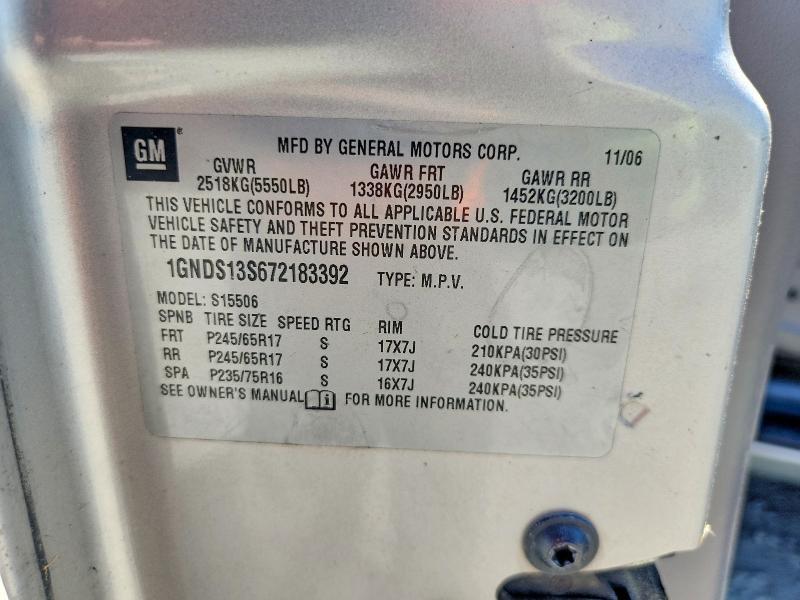 GM
MFD BY GENERAL MOTORS CORP. 11/06
GVWR GAWR FRT GAWR RR
2518KG(5550LB) 1338KG(2950LB) 1452KG(3200LB)
THIS VEHICLE CONFORMS TO ALL APPLICABLE U.S. FEDERAL MOTOR
VEHICLE SAFETY AND THEFT PREVENTION STANDARDS IN EFFECT ON
THE DATE OF MANUFACTURE SHOWN ABOVE.
1GNDS13S672183392 TYPE: M.P.V.
MODEL: S15506
SPNB TIRE SIZE SPEED RTG RIM COLD TIRE PRESSURE
FRT P245/65R17 S 17X7J 210KPA(30PSI)
RR P245/65R17 S 17X7J 240KPA(35PSI)
SPA P235/75R16 S 16X7J 240KPA(35PSI)
SEE OWNER'S MANUAL FOR MORE INFORMATION.